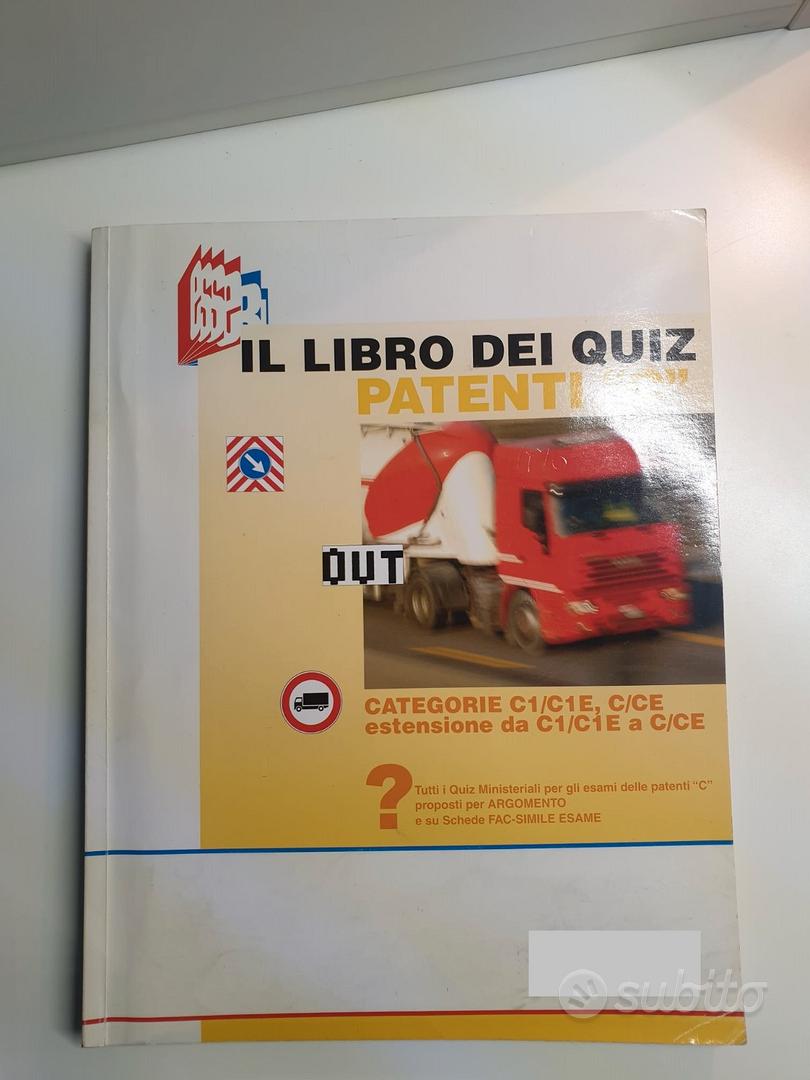 IL LIBRO DEI QUIZ
PATENTI "C"
OUT
CATEGORIE C1/C1E, C/CE
estensione da C1/C1E a C/CE
?
Tutti i Quiz Ministeriali per gli esami delle patenti "C"
proposti per ARGOMENTO
e su Schede FAC-SIMILE ESAME
subito